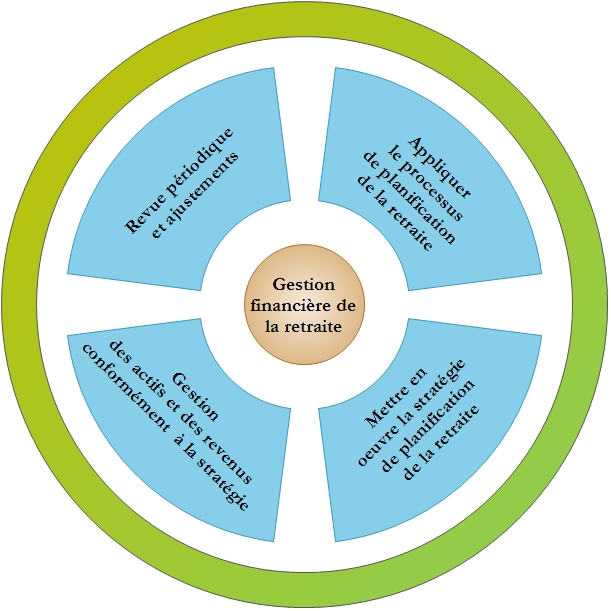 Revue périodique
et ajustements
Appliquer
le processus
de planification
de la retraite
Gestion
financière de
la retraite
Gestion
des actifs et des revenus
conformément à la stratégie
Mettre en
oeuvre la stratégie
de planification
de la retraite